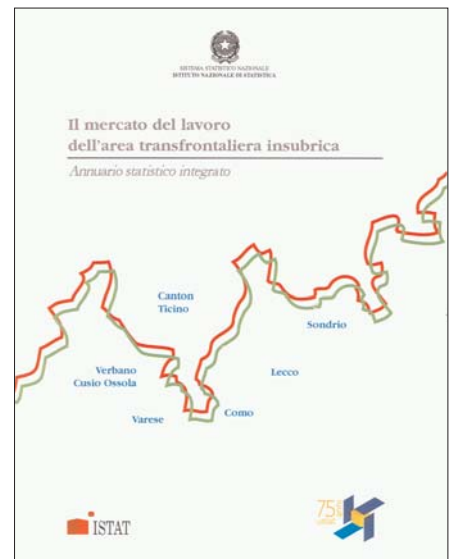 SISTEMA STATISTICO NAZIONALE
ISTITUTO NAZIONALE DI STATISTICA
Il mercato del lavoro
dell'area transfrontaliera insubrica
Annuario statistico integrato
Canton
Ticino
Sondrio
Verbano
Cusio Ossola
Lecco
Varese
Como
ISTAT
75